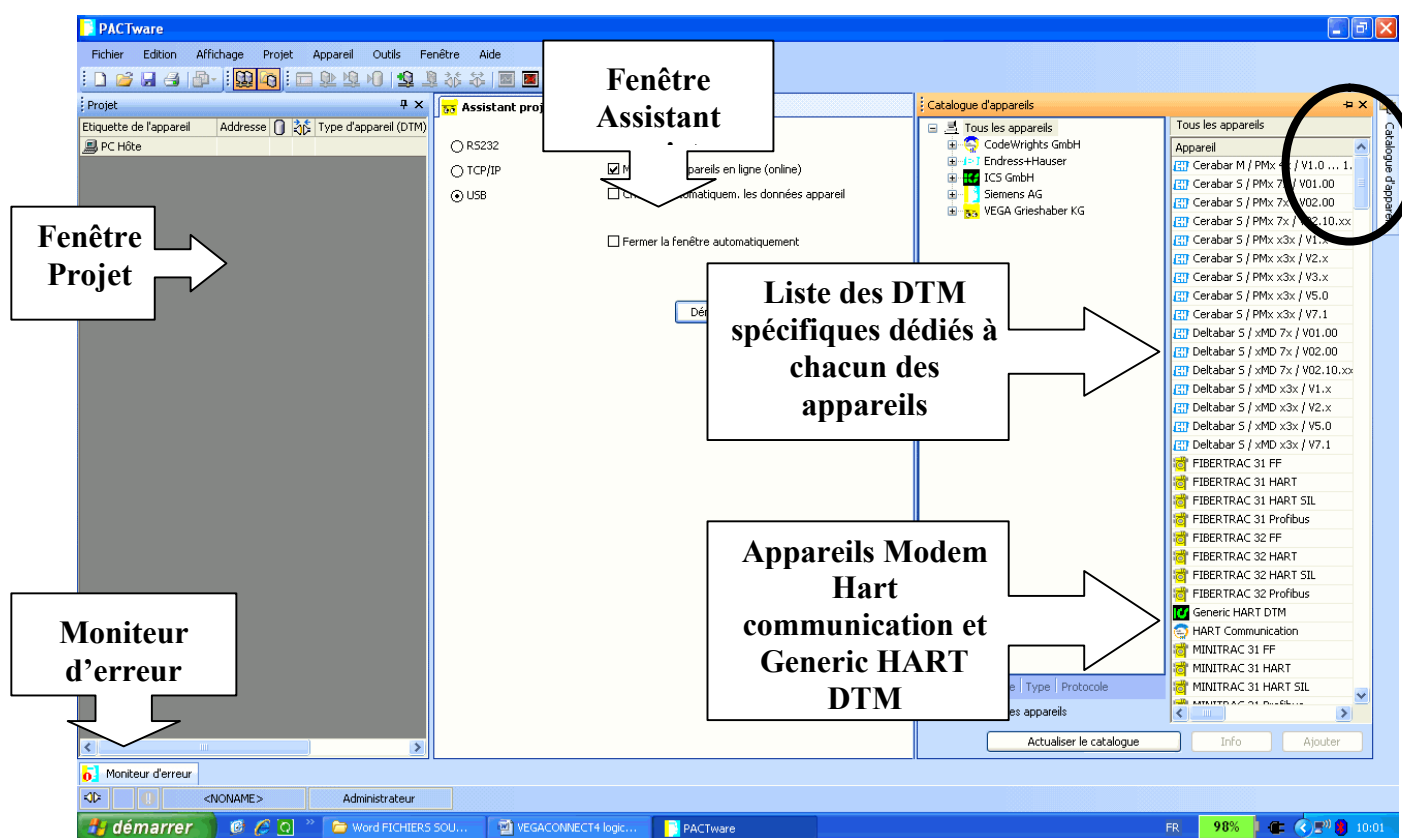 PACTware
Fichier Edition Affichage Projet Appareil Outils Fenêtre Aide
Projet
Etiquette de l'appareil Addresse Type d'appareil (DTM)
PC Hôte
Fenêtre
Projet
Moniteur
d'erreur
Assistant proj
Fenêtre
Assistant
RS232
TCP/IP
USB
pareils en ligne (online)
omatiquem. les données appareil
Fermer la fenêtre automatiquement
Dé
Liste des DTM
spécifiques dédiés à
chacun des
appareils
Appareils Modem
Hart
communication et
Generic HART
DTM
Catalogue d'appareils
Tous les appareils
CodeWrights GmbH
Endress+Hauser
ICS GmbH
Siemens AG
VEGA Grieshaber KG
Type Protocole
es appareils
Tous les appareils
Appareil
Cerabar M / PMx 4x / V1.0 ... 1.
Cerabar S / PMx 7x / V01.00
Cerabar S / PMx 7x / V02.00
Cerabar S / PMx 7x / V02.10.xx
Cerabar S / PMx x3x / V1.x
Cerabar S / PMx x3x / V2.x
Cerabar S / PMx x3x / V3.x
Cerabar S / PMx x3x / V5.0
Cerabar S / PMx x3x / V7.1
Deltabar S / xMD 7x / V01.00
Deltabar S / xMD 7x / V02.00
Deltabar S / xMD 7x / V02.10.xx
Deltabar S / xMD x3x / V1.x
Deltabar S / xMD x3x / V2.x
Deltabar S / xMD x3x / V5.0
Deltabar S / xMD x3x / V7.1
FIBERTRAC 31 FF
FIBERTRAC 31 HART
FIBERTRAC 31 HART SIL
FIBERTRAC 31 Profibus
FIBERTRAC 32 FF
FIBERTRAC 32 HART
FIBERTRAC 32 HART SIL
FIBERTRAC 32 Profibus
Generic HART DTM
HART Communication
MINITRAC 31 FF
MINITRAC 31 HART
MINITRAC 31 HART SIL
MINITRAC 31 Profibus
Catalogue d'appareil
Actualiser le catalogue Info Ajouter
Moniteur d'erreur
<NONAME> Administrateur
démarrer Word FICHIERS SOU... VEGACONNECT4 logic... PACTware FR 98% 10:01